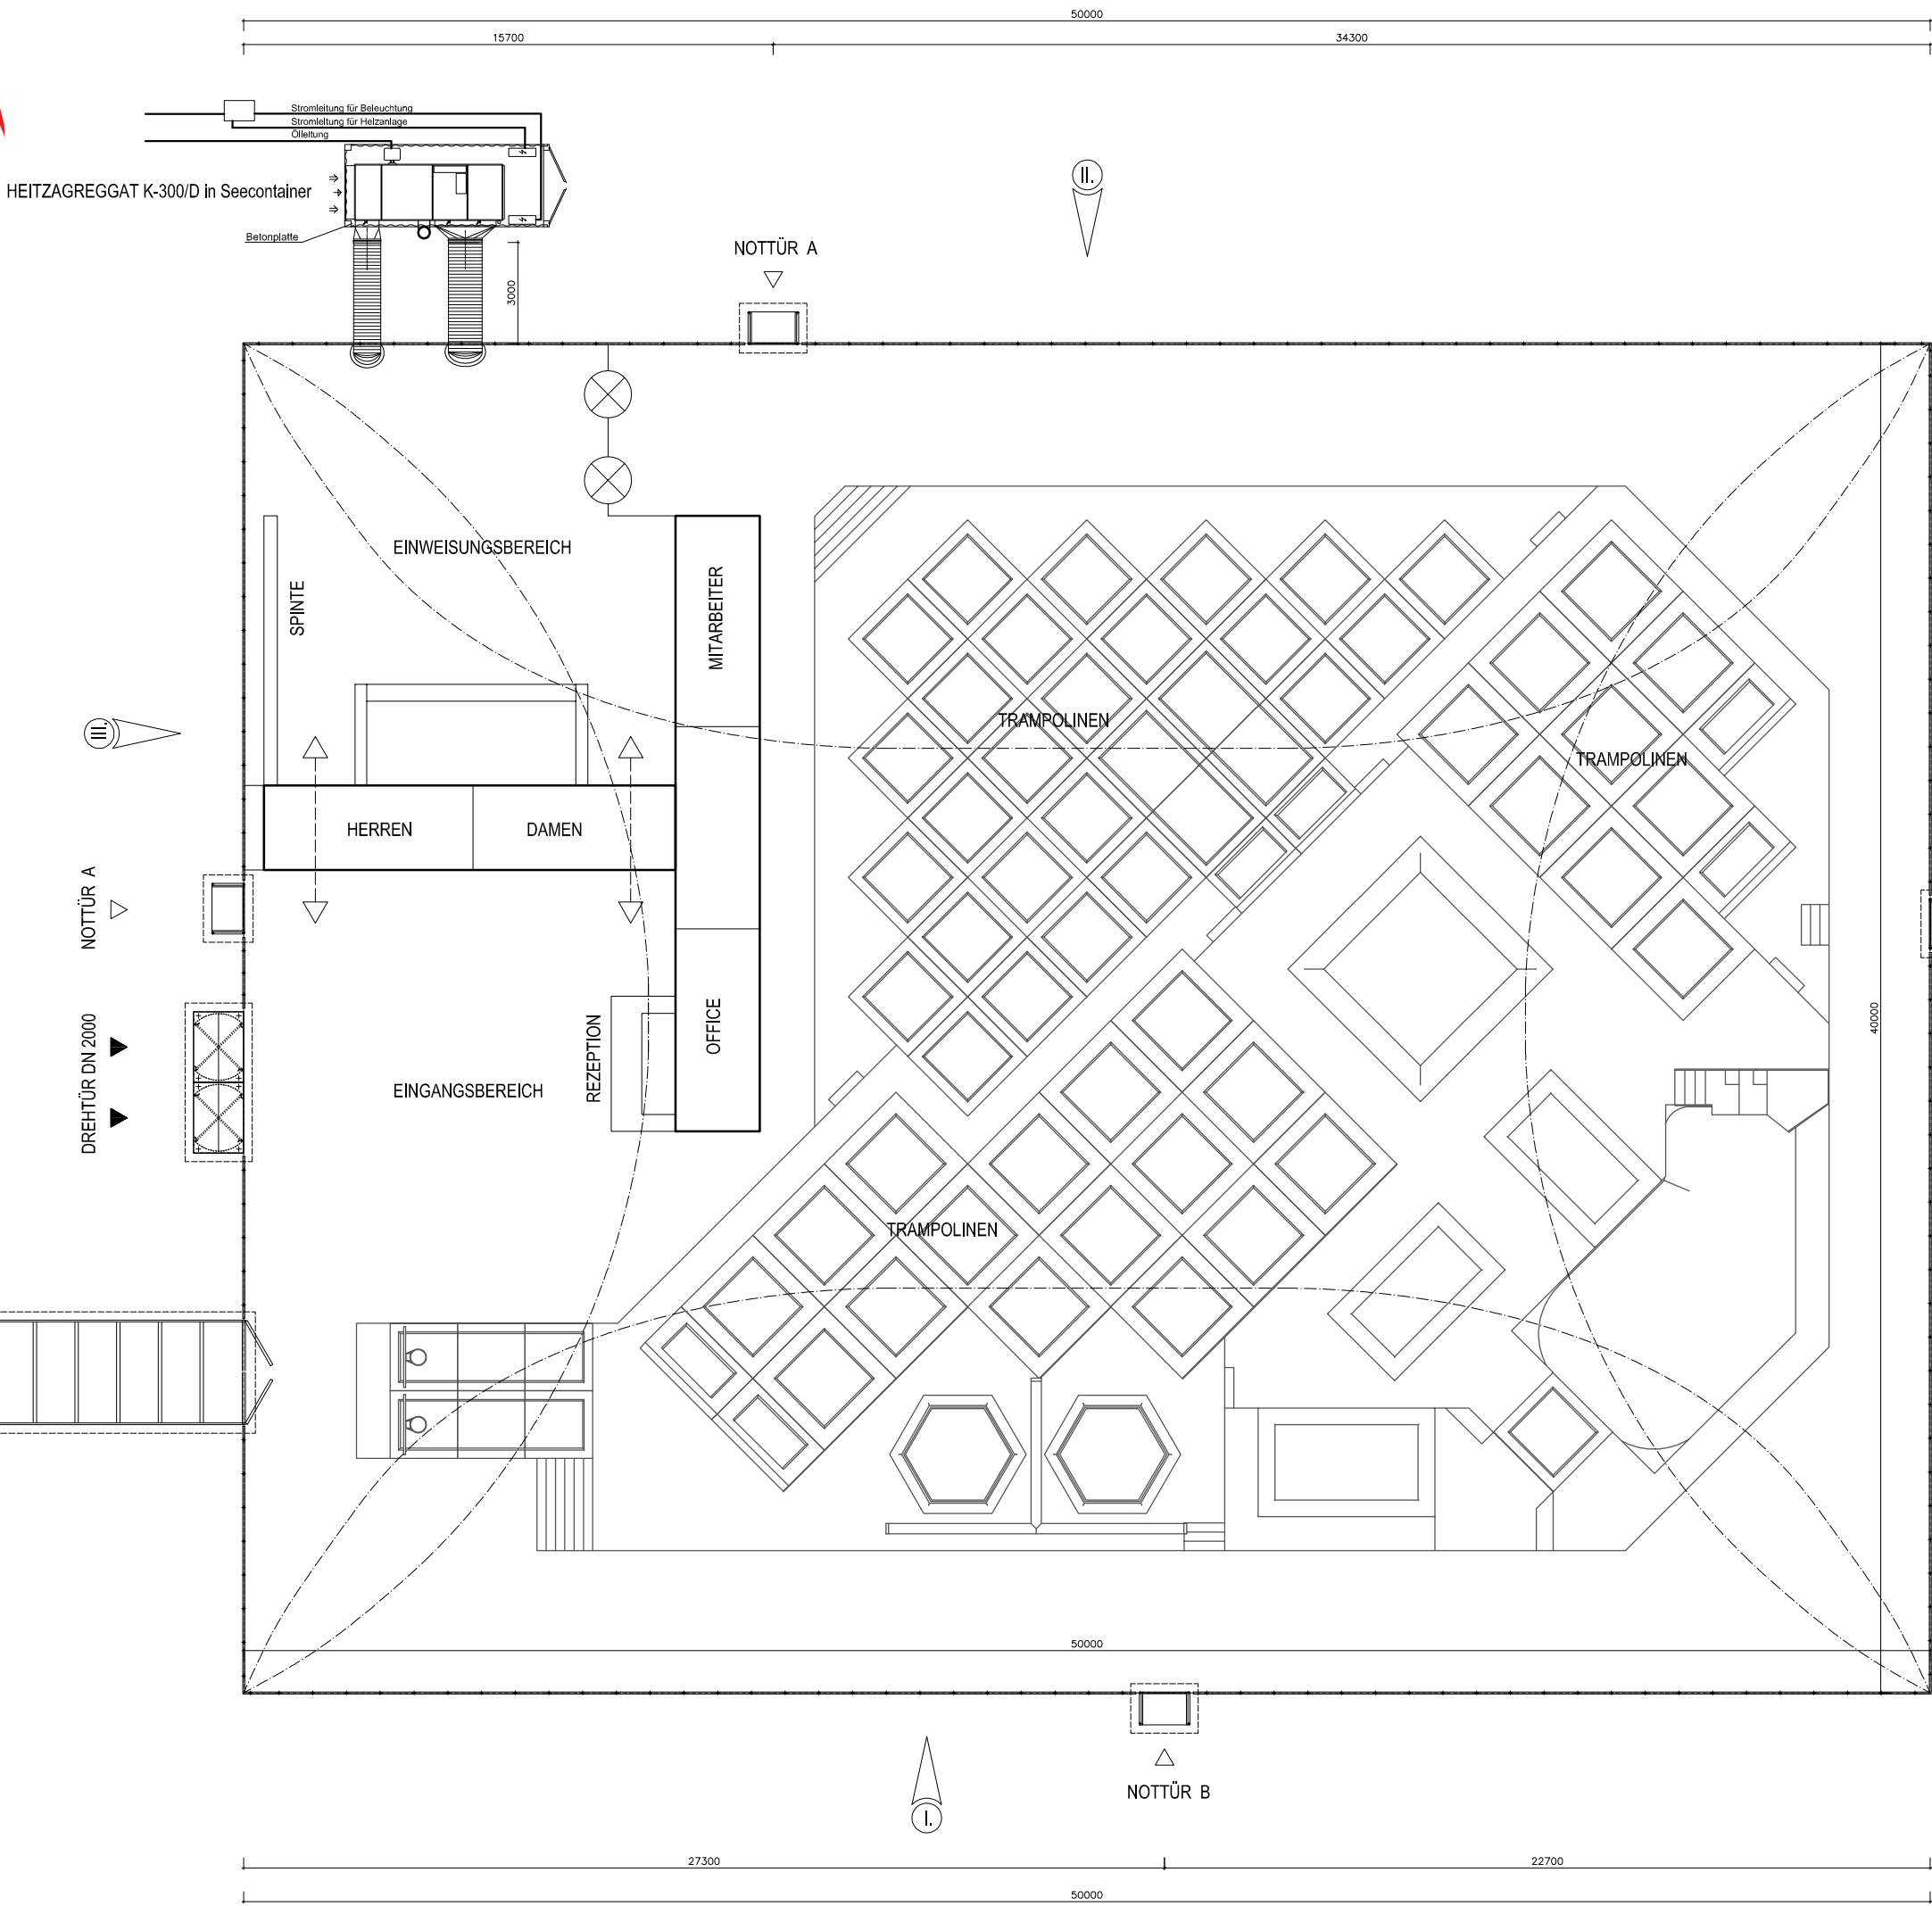 50000
15700
34300
Stromleitung für Beleuchtung
Stromleitung für Heizanlage
Ölleitung
HEITZAGREGGAT K-300/D in Seecontainer
Betonplatte
3000
NOTTÜR A
II.
EINWEISUNGSBEREICH
SPINTE
MITARBEITER
TRAMPOLINEN
TRAMPOLINEN
III.
HERREN
DAMEN
NOTTÜR A
DREHTÜR DN 2000
EINGANGSBEREICH
REZEPTION
OFFICE
40000
TRAMPOLINEN
50000
NOTTÜR B
I.
27300
22700
50000